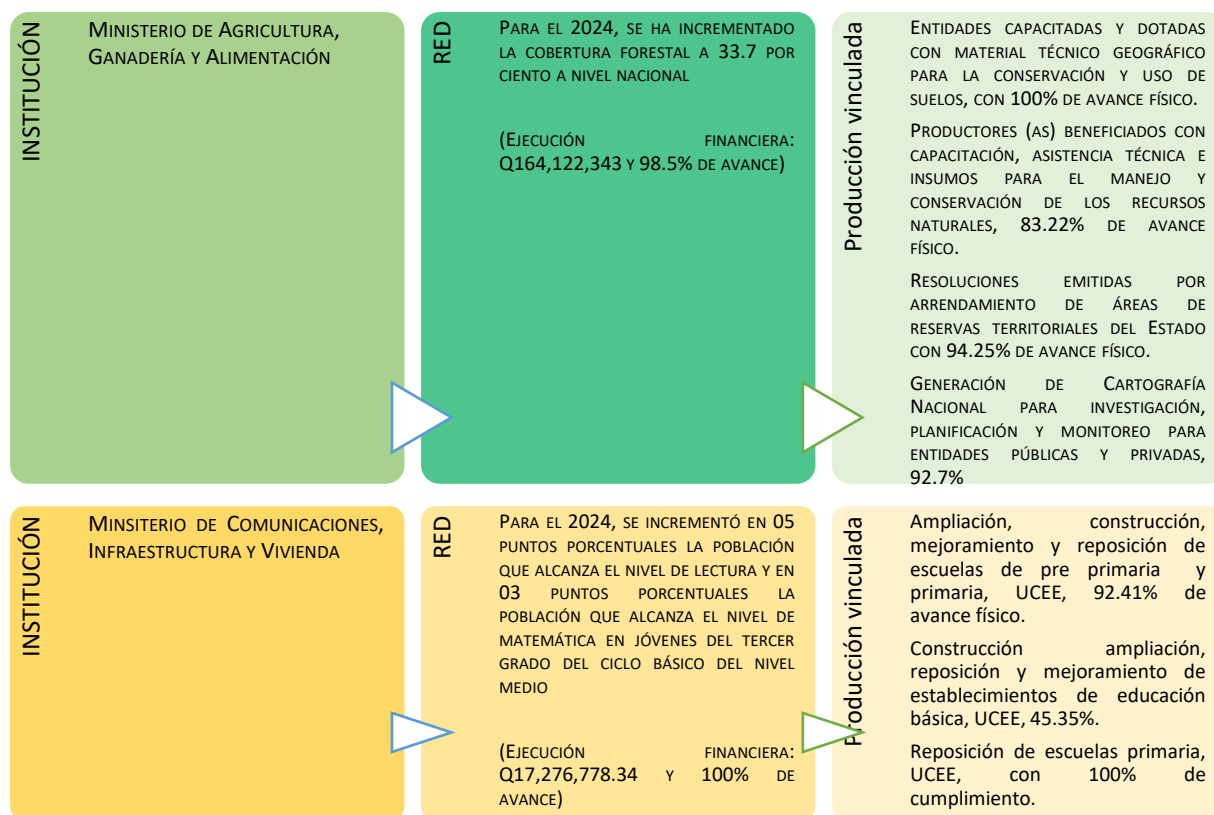 INSTITUCIÓN
MINISTERIO DE AGRICULTURA,
GANADERÍA Y ALIMENTACIÓN
RED
PARA EL 2024, SE HA INCREMENTADO
LA COBERTURA FORESTAL A 33.7 POR
CIENTO A NIVEL NACIONAL
(EJECUCIÓN FINANCIERA:
Q164,122,343 Y 98.5% DE AVANCE)
Producción vinculada
ENTIDADES CAPACITADAS Y DOTADAS
CON MATERIAL TÉCNICO GEOGRÁFICO
PARA LA CONSERVACIÓN Y USO DE
SUELOS, CON 100% DE AVANCE FÍSICO.
PRODUCTORES (AS) BENEFICIADOS CON
CAPACITACIÓN, ASISTENCIA TÉCNICA E
INSUMOS PARA EL MANEJO Y
CONSERVACIÓN DE LOS RECURSOS
NATURALES, 83.22% DE AVANCE
FÍSICO.
RESOLUCIONES EMITIDAS POR
ARRENDAMIENTO DE ÁREAS DE
RESERVAS TERRITORIALES DEL ESTADO
CON 94.25% DE AVANCE FÍSICO.
GENERACIÓN DE CARTOGRAFÍA
NACIONAL PARA INVESTIGACIÓN,
PLANIFICACIÓN Y MONITOREO PARA
ENTIDADES PÚBLICAS Y PRIVADAS,
92.7%
INSTITUCIÓN
MINSITERIO DE COMUNICACIONES,
INFRAESTRUCTURA Y VIVIENDA
RED
PARA EL 2024, SE INCREMENTÓ EN 05
PUNTOS PORCENTUALES LA POBLACIÓN
QUE ALCANZA EL NIVEL DE LECTURA Y EN
03 PUNTOS PORCENTUALES LA
POBLACIÓN QUE ALCANZA EL NIVEL DE
MATEMÁTICA EN JÓVENES DEL TERCER
GRADO DEL CICLO BÁSICO DEL NIVEL
MEDIO
(EJECUCIÓN FINANCIERA:
Q17,276,778.34 Y 100% DE
AVANCE)
Producción vinculada
Ampliación, construcción,
mejoramiento y reposición de
escuelas de pre primaria y
primaria, UCEE, 92.41% de
avance físico.
Construcción ampliación,
reposición y mejoramiento de
establecimientos de educación
básica, UCEE, 45.35%.
Reposición de escuelas primaria,
UCEE, con 100% de
cumplimiento.